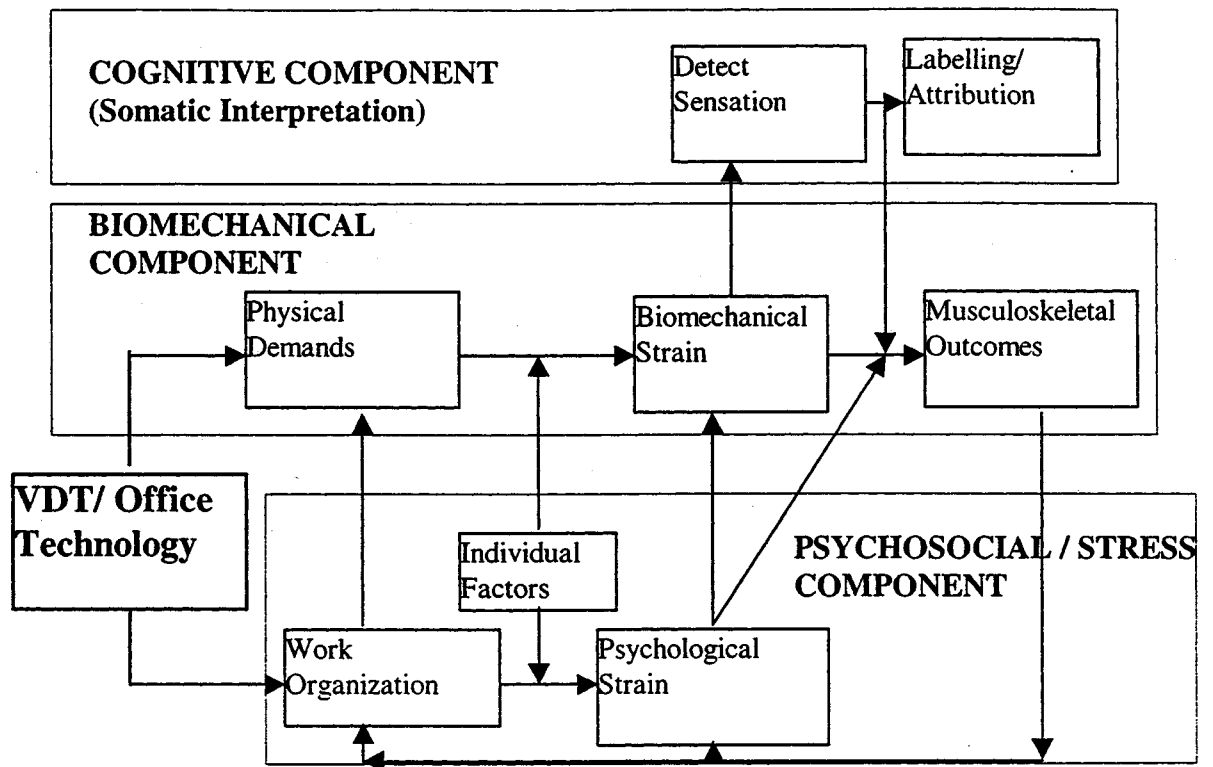 COGNITIVE COMPONENT
(Somatic Interpretation)
Detect
Sensation
Labelling/
Attribution
BIOMECHANICAL
COMPONENT
Physical
Demands
Biomechanical
Strain
Musculoskeletal
Outcomes
VDT/ Office
Technology
Individual
Factors
PSYCHOSOCIAL / STRESS
COMPONENT
Work
Organization
Psychological
Strain